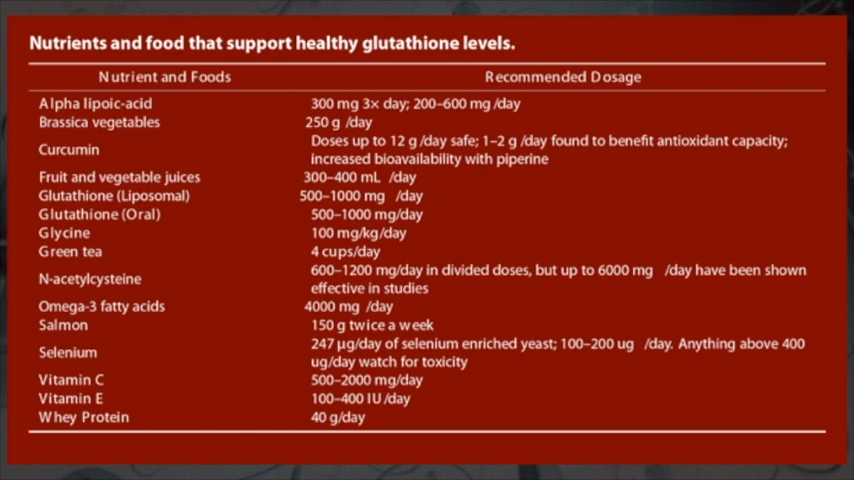 Nutrients and food that support healthy glutathione levels.
Nutrient and Foods Recommended Dosage
Alpha lipoic-acid 300 mg 3× day; 200–600 mg/day
Brassica vegetables 250 g /day
Curcumin Doses up to 12 g/day safe; 1–2 g/day found to benefit antioxidant capacity;
increased bioavailability with piperine
Fruit and vegetable juices 300–400 mL /day
Glutathione (Liposomal) 500–1000 mg /day
Glutathione (Oral) 500–1000 mg/day
Glycine 100 mg/kg/day
Green tea 4 cups/day
N-acetylcysteine 600–1200 mg/day in divided doses, but up to 6000 mg /day have been shown
effective in studies
Omega-3 fatty acids 4000 mg /day
Salmon 150 g twice a week
Selenium 247 μg/day of selenium enriched yeast; 100–200 ug /day. Anything above 400
ug/day watch for toxicity
Vitamin C 500–2000 mg/day
Vitamin E 100–400 IU/day
Whey Protein 40 g/day